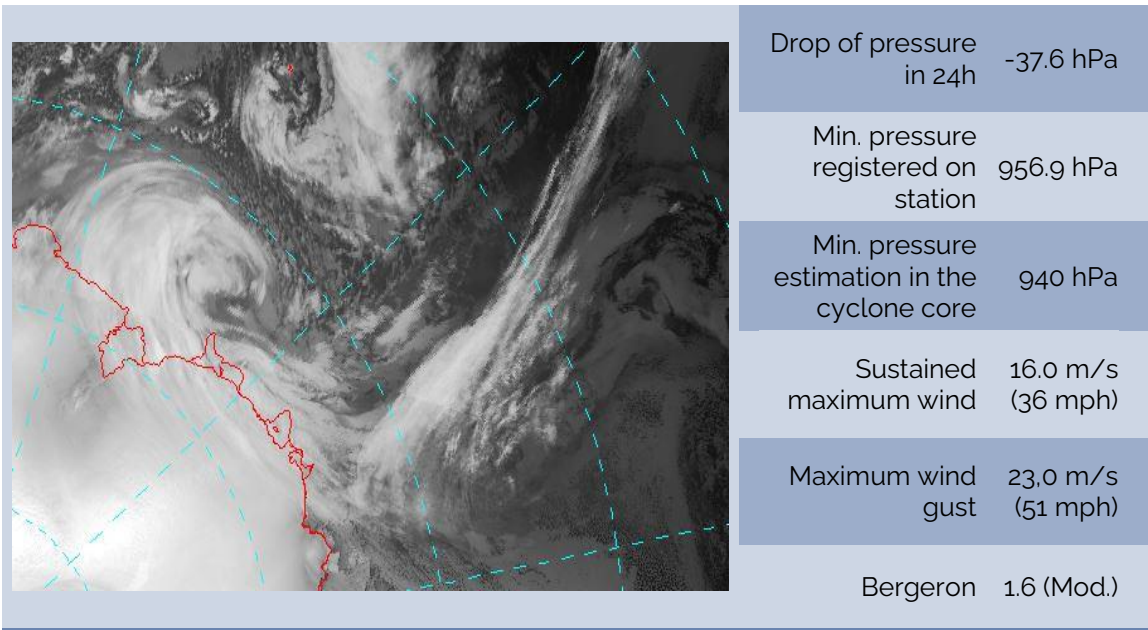 Drop of pressure
in 24h
-37.6 hPa
Min. pressure
registered on
station
956.9 hPa
Min. pressure
estimation in the
cyclone core
940 hPa
Sustained
maximum wind
16.0 m/s
(36 mph)
Maximum wind
gust
23,0 m/s
(51 mph)
Bergeron
1.6 (Mod.)